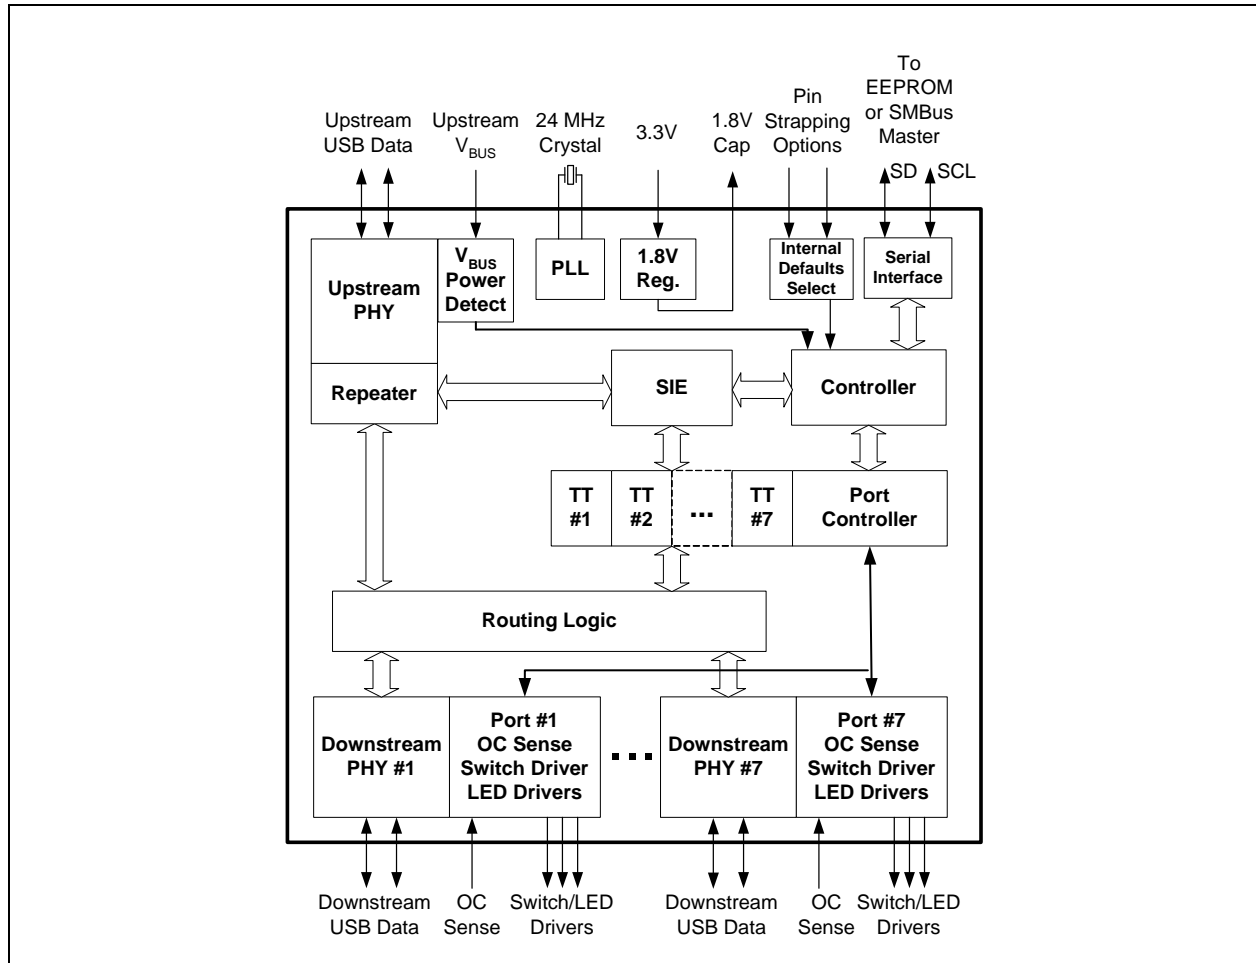 To
EEPROM
or SMBus
Master
Pin
Strapping
Options
Upstream
USB Data
Upstream
VBUS
24 MHz
Crystal
3.3V
1.8V
Cap
SD
SCL
Upstream
PHY
VBUS
Power
Detect
PLL
1.8V
Reg.
Internal
Defaults
Select
Serial
Interface
Repeater
SIE
Controller
TT
#1
TT
#2
...
TT
#7
Port
Controller
Routing Logic
Downstream
PHY #1
Port #1
OC Sense
Switch Driver
LED Drivers
Downstream
PHY #7
Port #7
OC Sense
Switch Driver
LED Drivers
Downstream
USB Data
OC
Sense
Switch/LED
Drivers
Downstream
USB Data
OC
Sense
Switch/LED
Drivers